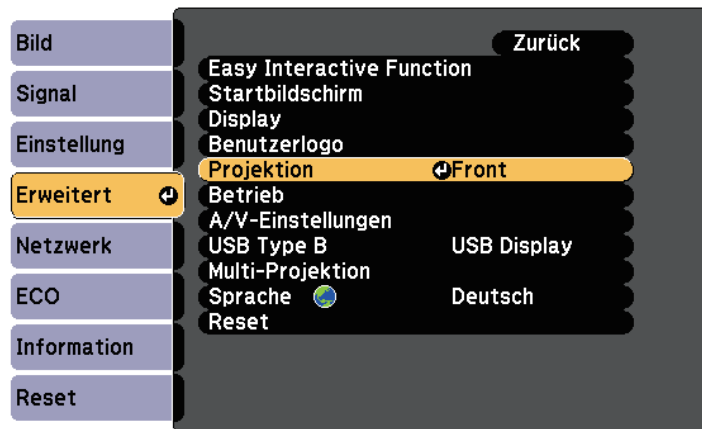 Bild
Signal
Einstellung
Erweitert
Netzwerk
ECO
Information
Reset
Zurück
Easy Interactive Function
Startbildschirm
Display
Benutzerlogo
Projektion Front
Betrieb
A/V-Einstellungen
USB Type B USB Display
Multi-Projektion
Sprache Deutsch
Reset